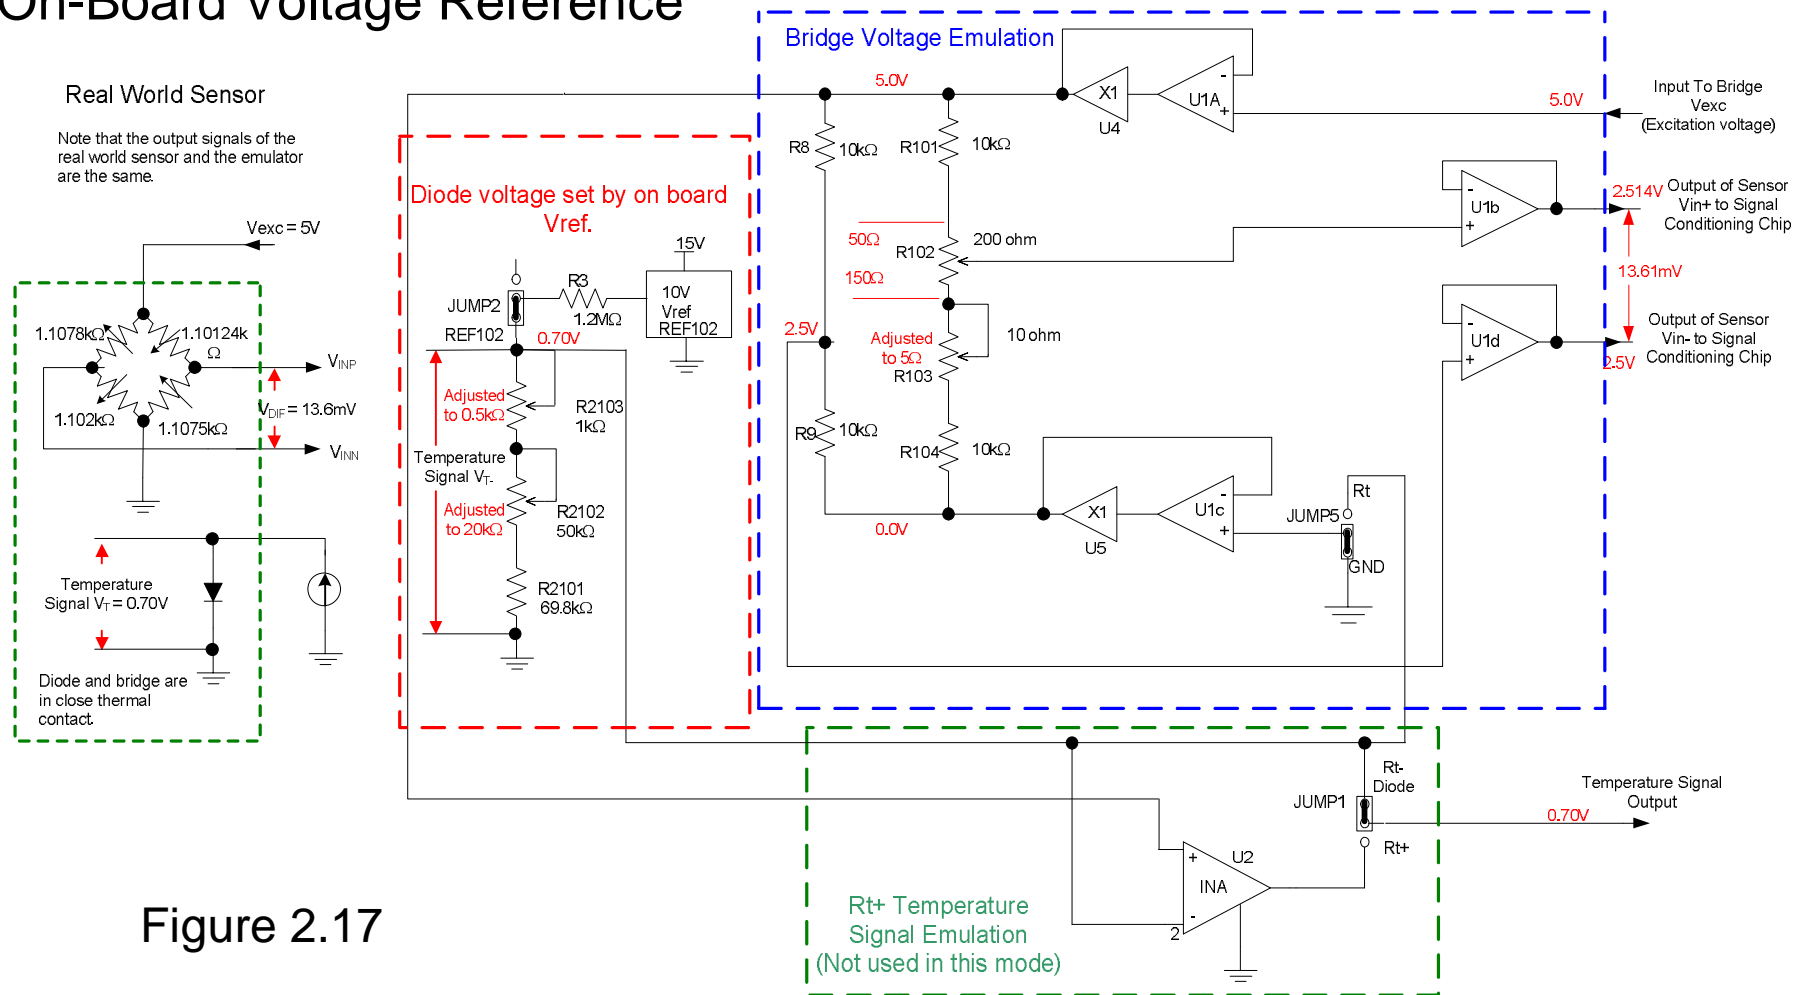 On-Board Voltage Reference
Real World Sensor
Note that the output signals of the
real world sensor and the emulator
are the same.
Vexc = 5V
1.1078kΩ
1.10124k
Ω
1.102kΩ
1.1075kΩ
VINP
VDIF = 13.6mV
VINN
Temperature
Signal VT = 0.70V
Diode and bridge are
in close thermal
contact.
Diode voltage set by on board
Vref.
15V
10V
Vref
REF102
R3
1.2MΩ
JUMP2
REF102
0.70V
Adjusted
to 0.5kΩ
R2103
1kΩ
Temperature
Signal VT-
Adjusted
to 20kΩ
R2102
50kΩ
R2101
69.8kΩ
Bridge Voltage Emulation
5.0V
X1
U4
-
U1A
+
5.0V
Input To Bridge
Vexc
(Excitation voltage)
R8
10kΩ
R101
10kΩ
50Ω
R102
200 ohm
150Ω
2.5V
Adjusted
to 5Ω
R103
10 ohm
R9
10kΩ
R104
10kΩ
0.0V
X1
U5
-
U1c
+
JUMP5
Rt
GND
-
U1b
+
2.514V
Output of Sensor
Vin+ to Signal
Conditioning Chip
13.61mV
-
U1d
+
2.5V
Output of Sensor
Vin- to Signal
Conditioning Chip
Rt-
Diode
JUMP1
Rt+
0.70V
Temperature Signal
Output
+
U2
INA
-
2
Rt+ Temperature
Signal Emulation
(Not used in this mode)
Figure 2.17